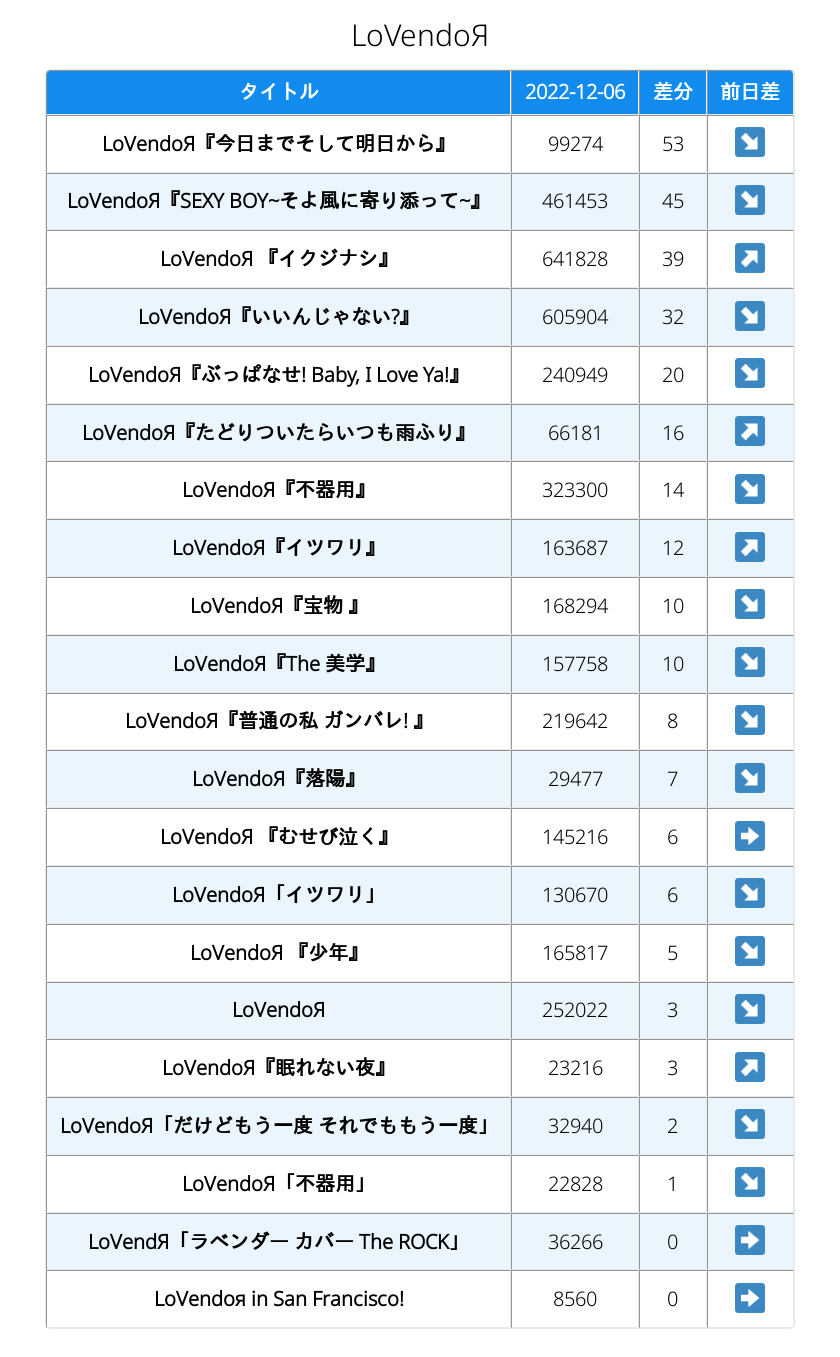 LoVendoЯ
タイトル 2022-12-06 差分 前日差
LoVendoЯ『今日までそして明日から』 99274 53 ↘
LoVendoЯ『SEXY BOY~そよ風に寄り添って~』 461453 45 ↘
LoVendoЯ 『イクジナシ』 641828 39 ↗
LoVendoЯ『いいんじゃない?』 605904 32 ↘
LoVendoЯ『ぶっぱなせ! Baby, I Love Ya!』 240949 20 ↘
LoVendoЯ『たどりついたらいつも雨ふり』 66181 16 ↗
LoVendoЯ『不器用』 323300 14 ↘
LoVendoЯ『イツワリ』 163687 12 ↗
LoVendoЯ『宝物 』 168294 10 ↘
LoVendoЯ『The 美学』 157758 10 ↘
LoVendoЯ『普通の私 ガンバレ! 』 219642 8 ↘
LoVendoЯ『落陽』 29477 7 ↘
LoVendoЯ 『むせび泣く』 145216 6 ➡
LoVendoЯ「イツワリ」 130670 6 ↘
LoVendoЯ 『少年』 165817 5 ↘
LoVendoЯ 252022 3 ↘
LoVendoЯ『眠れない夜』 23216 3 ↗
LoVendoЯ「だけどもう一度 それでももう一度」 32940 2 ↘
LoVendoЯ「不器用」 22828 1 ↘
LoVendЯ「ラベンダー カバー The ROCK」 36266 0 ➡
LoVendoя in San Francisco! 8560 0 ➡